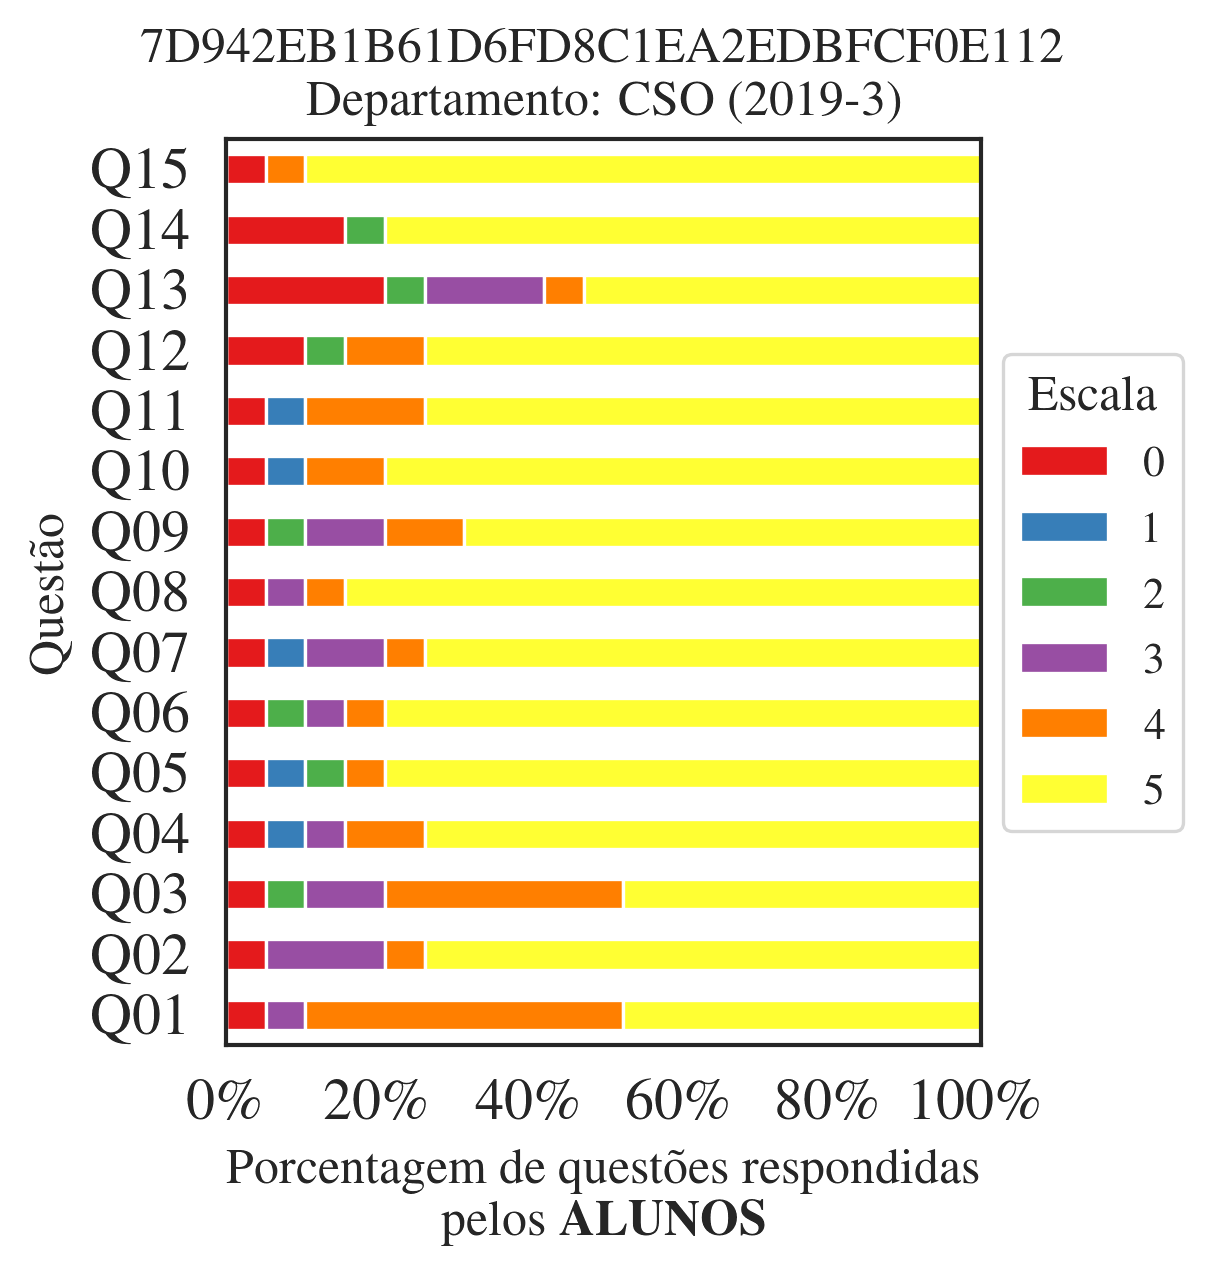 7D942EB1B61D6FD8C1EA2EDBFCF0E112
Departamento: CSO (2019-3)
Questão
Q15
Q14
Q13
Q12
Q11
Q10
Q09
Q08
Q07
Q06
Q05
Q04
Q03
Q02
Q01
0% 20% 40% 60% 80% 100%
Porcentagem de questões respondidas
pelos ALUNOS
Escala
0
1
2
3
4
5